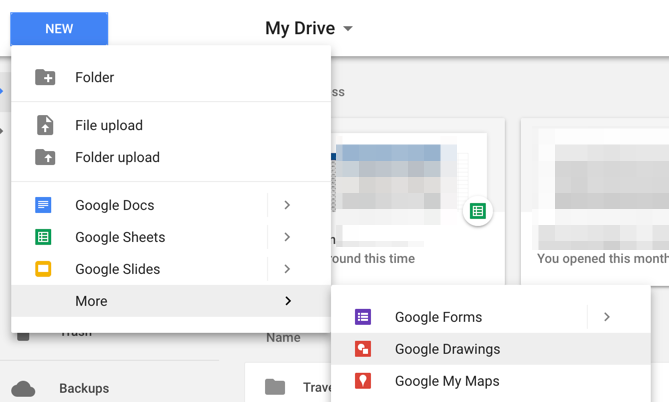 NEW
My Drive
Folder
ss
File upload
Folder upload
Google Docs
Google Sheets
Google Slides
round this time
You opened this month
More
Google Forms
Trash
Name
Google Drawings
Google My Maps
Backups
Trave